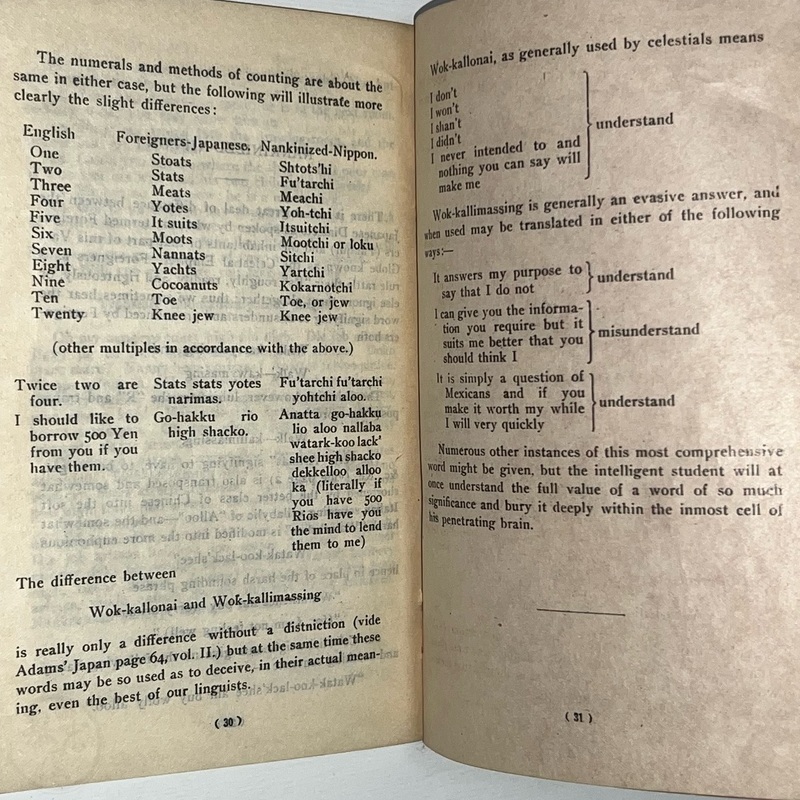 The numerals and methods of counting are about the
same in either case, but the following will illustrate more
clearly the slight differences:
English Foreigners-Japanese. Nankinized-Nippon.
One Stoats Shtots'hi
Two Stats Fu'tarchi
Three Meats Meachi
Four Yotes Yoh-tchi
Five It suits Itsuitchi
Six Moots Mootchi or loku
Seven Nannats Sitchi
Eight Yachts Yartchi
Nine Cocoanuts Kokarnotchi
Ten Toe Toe, or jew
Twenty Knee jew Knee jew
(other multiples in accordance with the above.)
Twice two are Stats stats yotes Fu'tarchi fu'tarchi
four. narimas. yohtchi aloo.
I should like to Go-hakku rio Anatta go-hakku
borrow 500 Yen high shacko. lio aloo nallaba
from you if you watark-koo lack'
have them. shee high shacko
dekkelloo alloo
ka (literally if
you have 500
Rios have you
the mind to lend
them to me)
The difference between
Wok-kallonai and Wok-kallimassing
is really only a difference without a distniction (vide
Adams' Japan page 64, vol. II.) but at the same time these
words may be so used as to deceive, in their actual mean-
ing, even the best of our linguists.
( 30 )
Wok-kallonai, as generally used by celestials means
I don't
I won't
I shan't
I didn't
I never intended to and
nothing you can say will
make me
understand
Wok-kallimassing is generally an evasive answer, and
when used may be translated in either of the following
ways:—
It answers my purpose to
say that I do not
understand
I can give you the informa-
tion you require but it
suits me better that you
should think I
misunderstand
It is simply a question of
Mexicans and if you
make it worth my while
I will very quickly
understand
Numerous other instances of this most comprehensive
word might be given, but the intelligent student will at
once understand the full value of a word of so much
significance and bury it deeply within the inmost cell of
his penetrating brain.
( 31 )